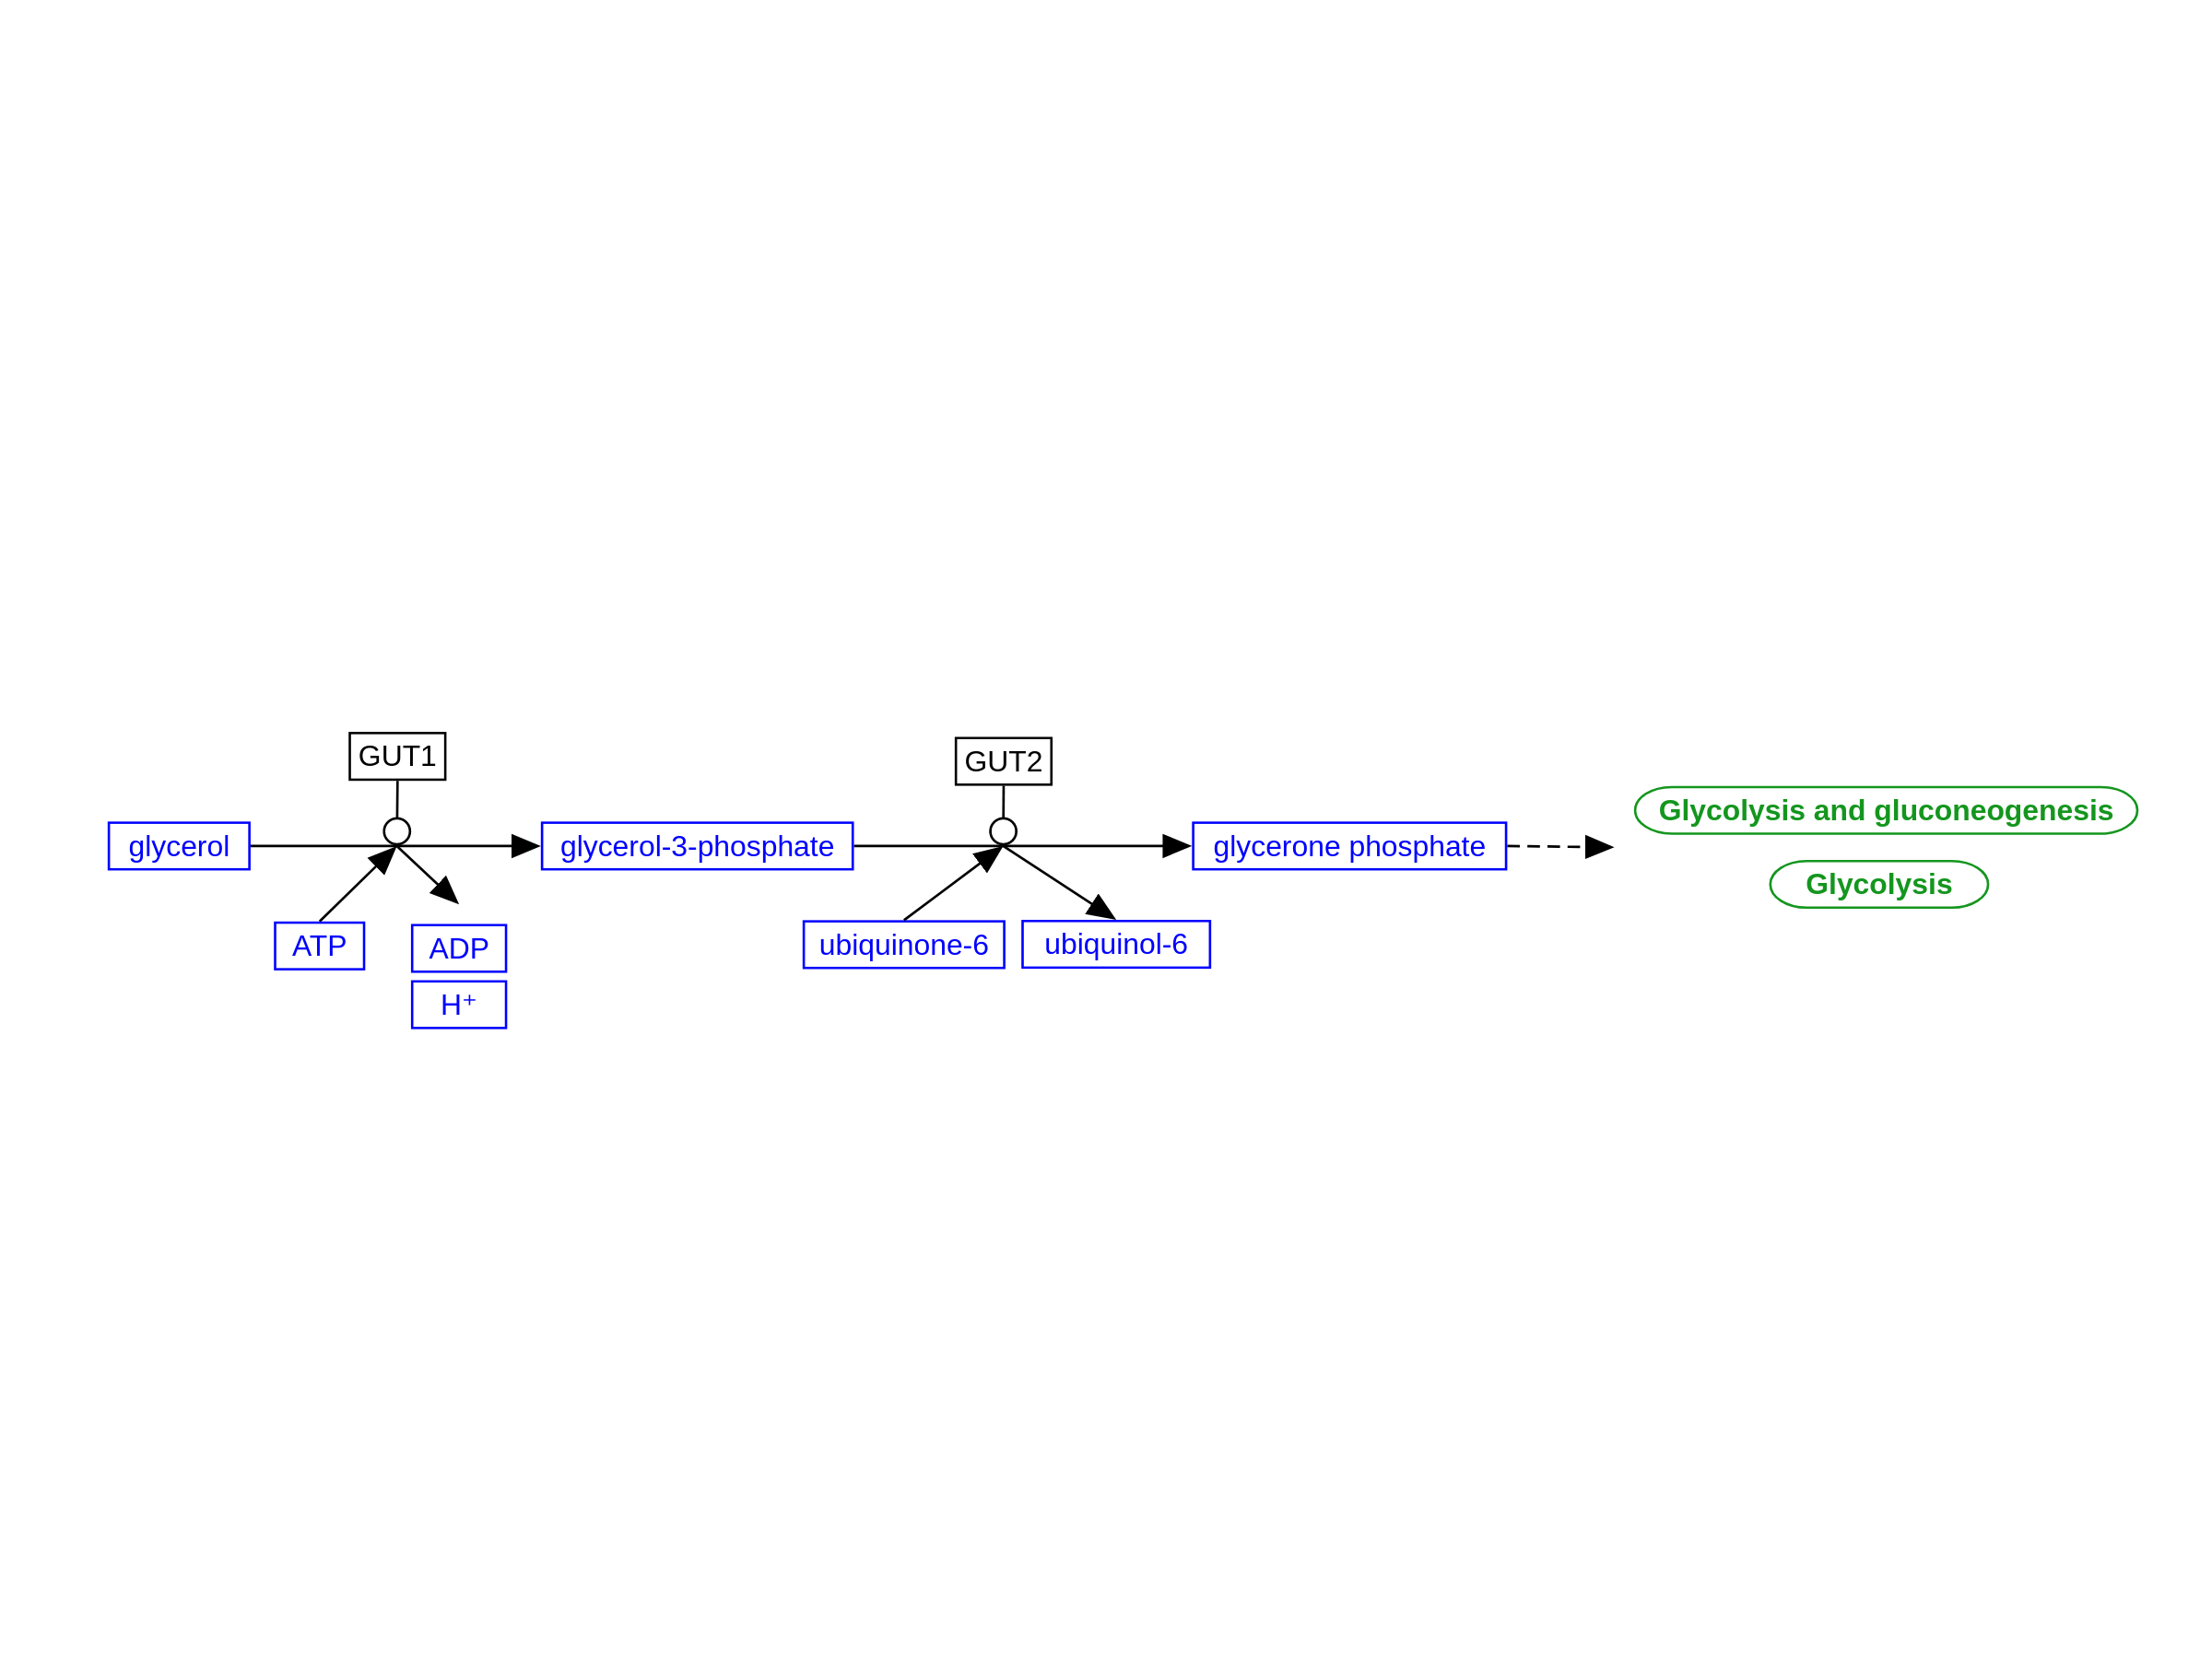 GUT1
GUT2
glycerol
glycerol-3-phosphate
glycerone phosphate
Glycolysis and gluconeogenesis
Glycolysis
ATP
ADP
H⁺
ubiquinone-6
ubiquinol-6